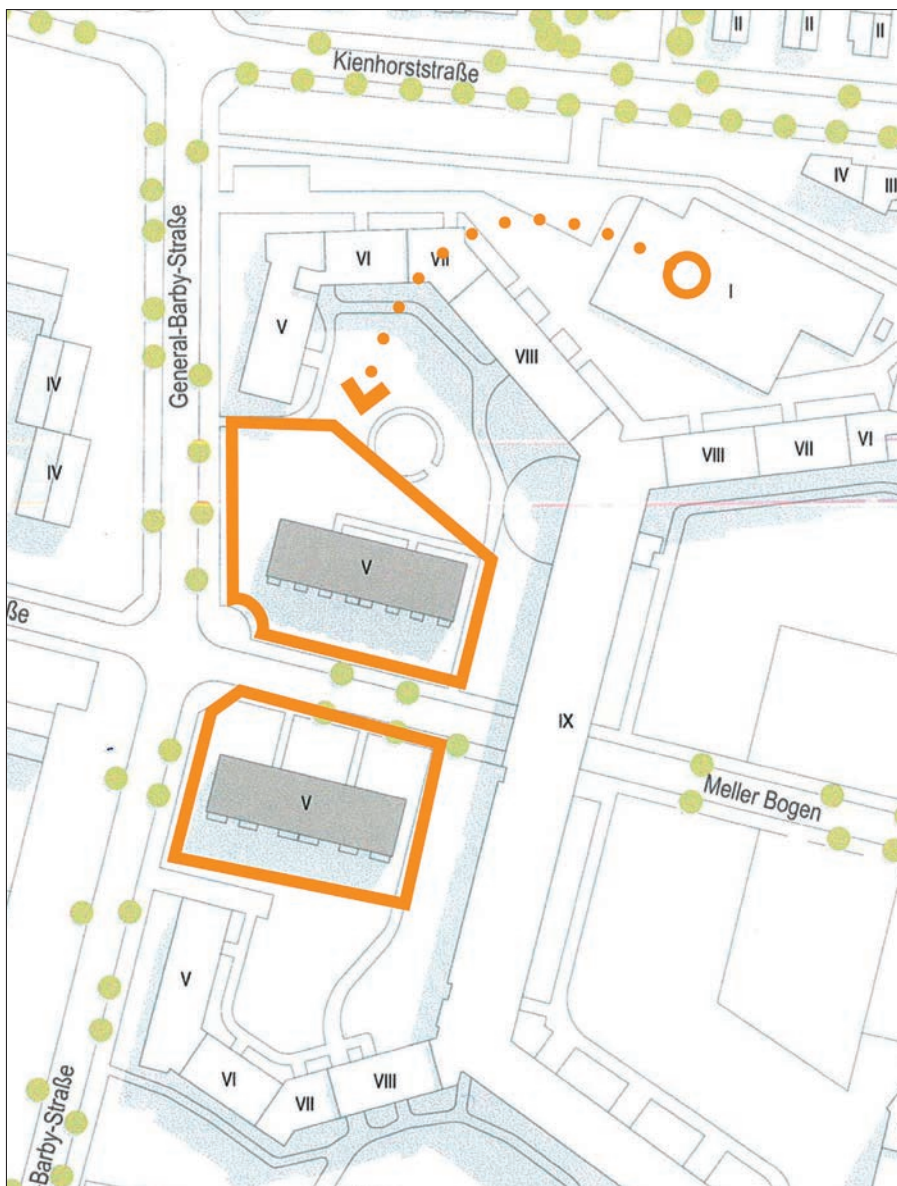 II
II
II
Kienhorststraße
IV
III
General-Barby-Straße
VI
VII
V
I
VIII
IV
IV
VIII
VII
VI
V
ße
IX
V
Meller Bogen
V
VI
VII
VIII
Barby-Straße